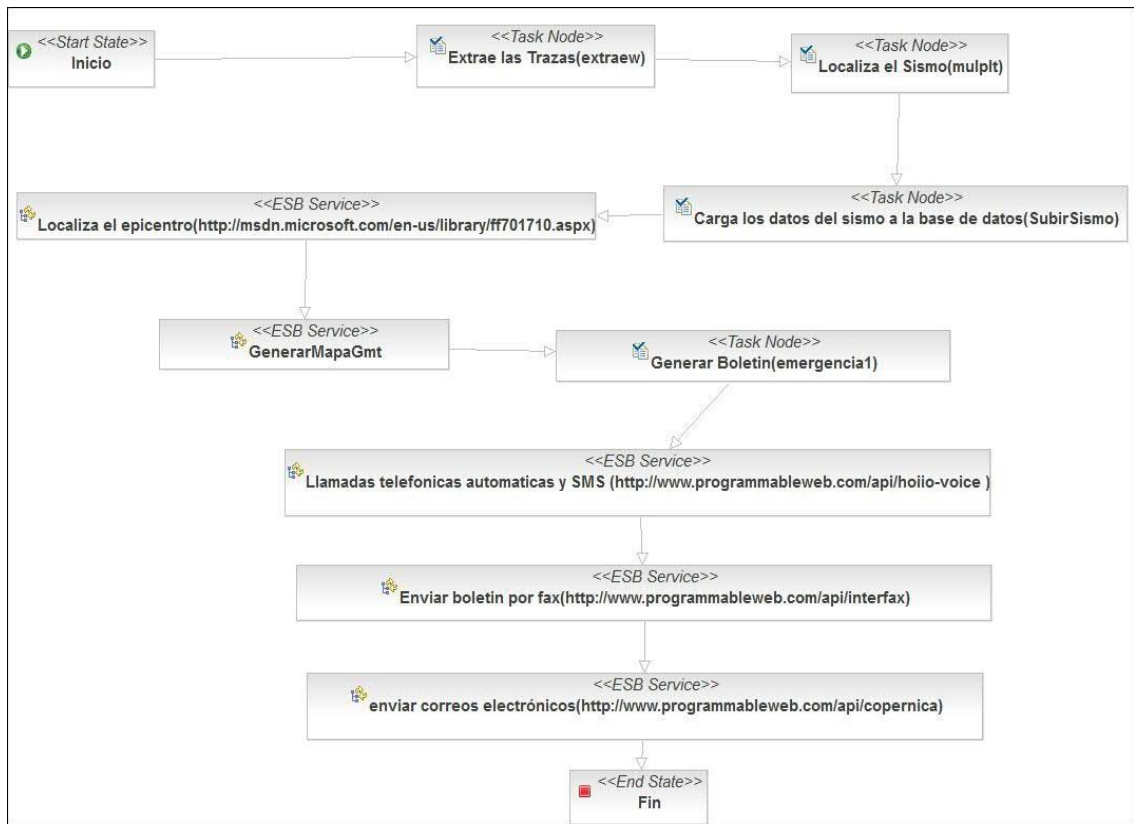 <<Start State>>
Inicio
<<Task Node>>
Extrae las Trazas(extraew)
<<Task Node>>
Localiza el Sismo(mulplt)
<<Task Node>>
Carga los datos del sismo a la base de datos(SubirSismo)
<<ESB Service>>
Localiza el epicentro(http://msdn.microsoft.com/en-us/library/ff701710.aspx)
<<ESB Service>>
GenerarMapaGmt
<<Task Node>>
Generar Boletin(emergencia1)
<<ESB Service>>
Llamadas telefonicas automaticas y SMS (http://www.programmableweb.com/api/hoiio-voice )
<<ESB Service>>
Enviar boletin por fax(http://www.programmableweb.com/api/interfax)
<<ESB Service>>
enviar correos electrónicos(http://www.programmableweb.com/api/copernica)
<<End State>>
Fin